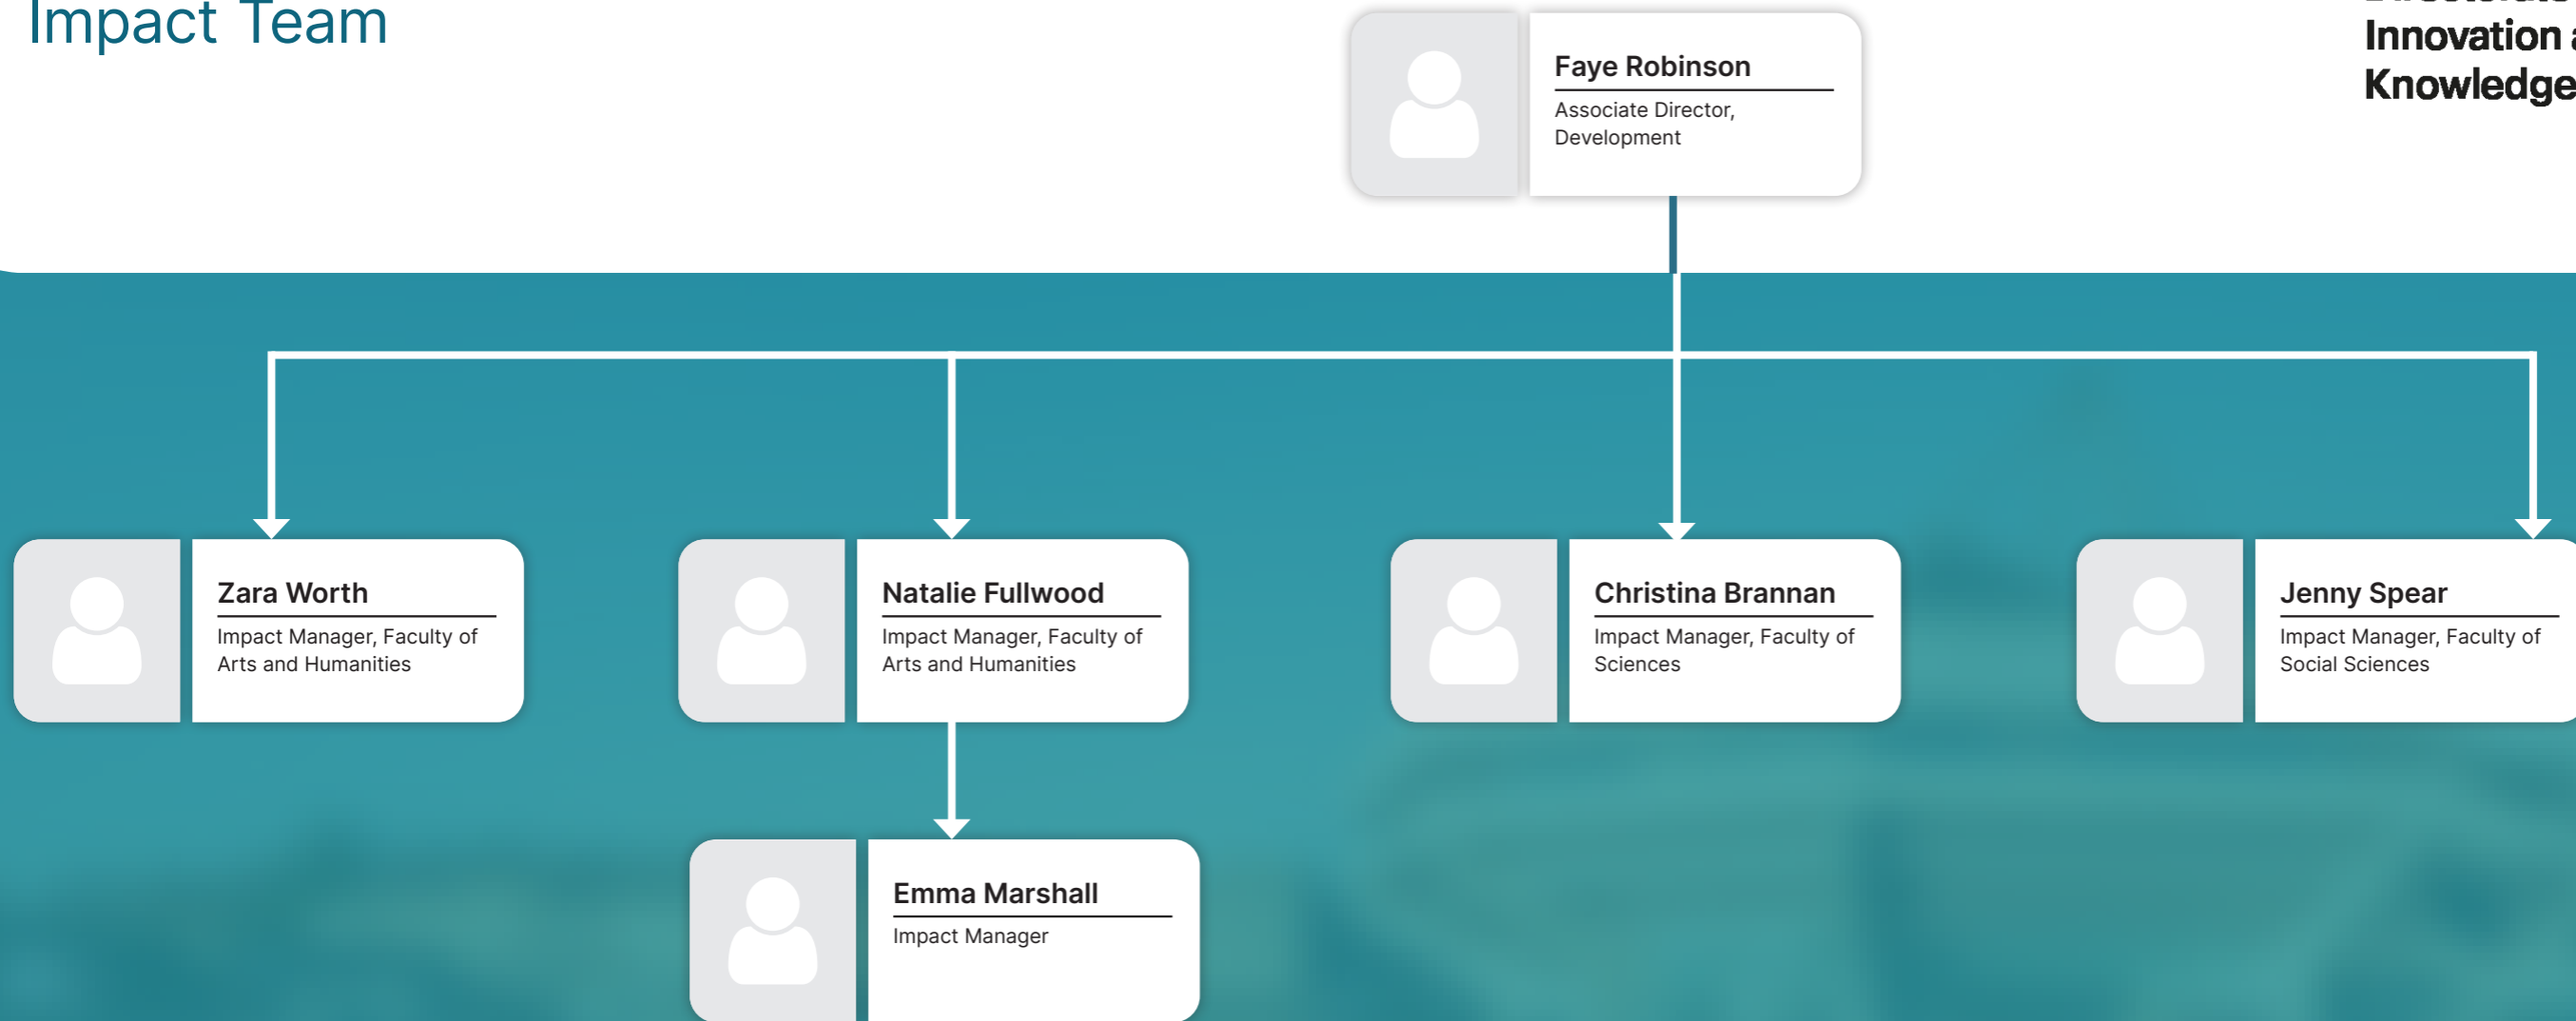 Impact Team
Innovation
Knowledge
Faye Robinson
Associate Director,
Development
Zara Worth
Impact Manager, Faculty of
Arts and Humanities
Natalie Fullwood
Impact Manager, Faculty of
Arts and Humanities
Christina Brannan
Impact Manager, Faculty of
Sciences
Jenny Spear
Impact Manager, Faculty of
Social Sciences
Emma Marshall
Impact Manager